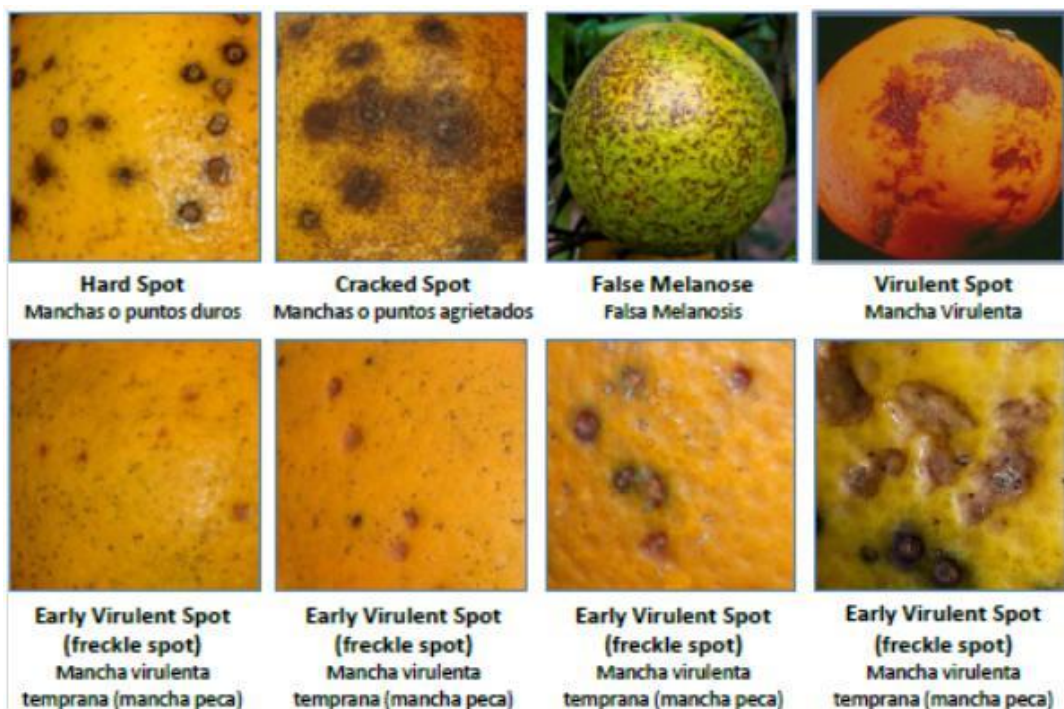 Hard Spot
Manchas o puntos duros
Cracked Spot
Manchas o puntos agrietados
False Melanose
Falsa Melanosis
Virulent Spot
Mancha Virulenta
Early Virulent Spot
(freckle spot)
Mancha virulenta
temprana (mancha peca)
Early Virulent Spot
(freckle spot)
Mancha virulenta
temprana (mancha peca)
Early Virulent Spot
(freckle spot)
Mancha virulenta
temprana (mancha peca)
Early Virulent Spot
(freckle spot)
Mancha virulenta
temprana (mancha peca)